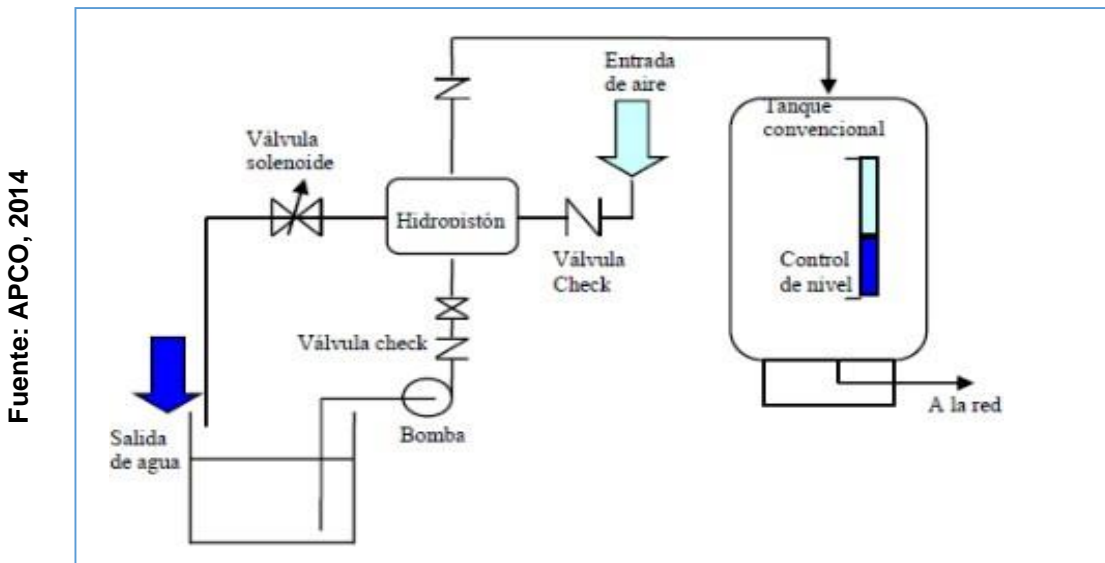 Fuente: APCO, 2014
Entrada
de aire
Tanque
convencional
Válvula
solenoide
Hidropistón
Válvula
Check
Control
de nivel
Válvula check
Bomba
A la red
Salida
de agua